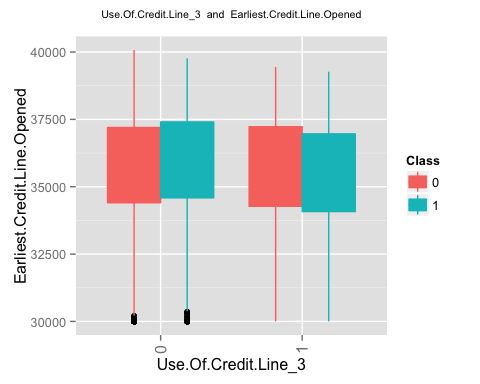 Use.Of.Credit.Line_3 and Earliest.Credit.Line.Opened
Earliest.Credit.Line.Opened
40000
37500
35000
32500
30000
0
1
Use.Of.Credit.Line_3
Class
0
1